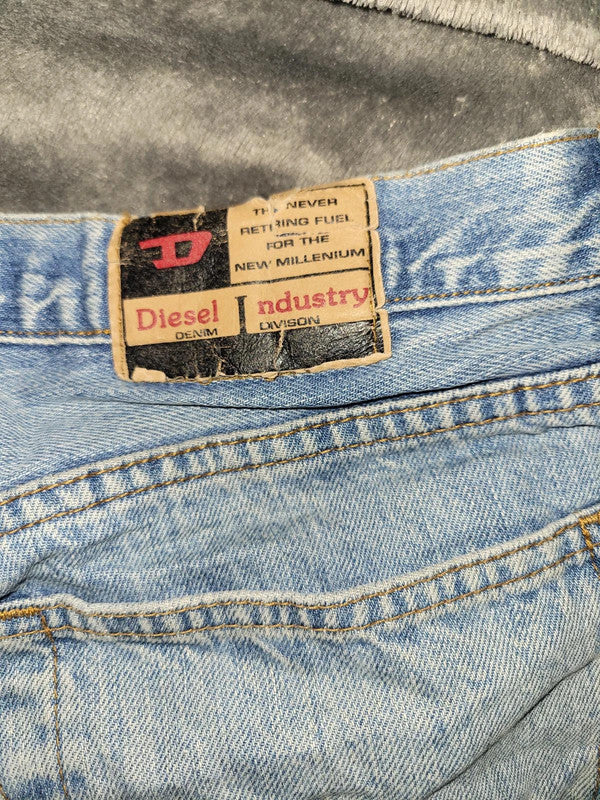 D
THE NEVER
RETIRING FUEL
FOR THE
NEW MILLENIUM
Diesel Industry
DENIM DIVISON